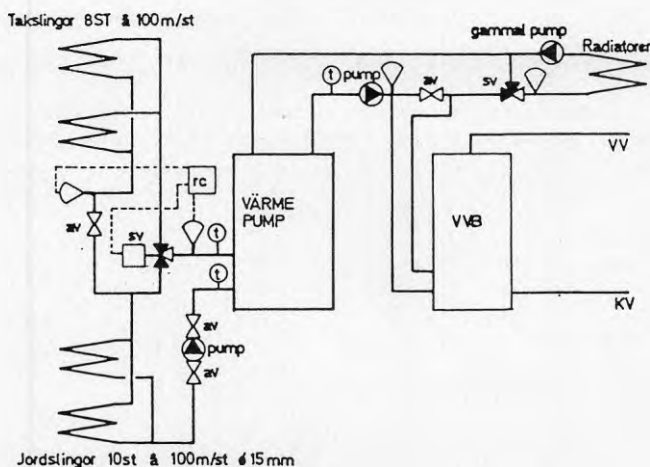 Takslingor 8ST á 100m/st
gammal pump
Radiatorer
t
pump
av
sv
VV
rc
VÄRME
PUMP
VVB
av
sv
t
t
KV
av
pump
av
Jordslingor 10st á 100m/st ø15mm